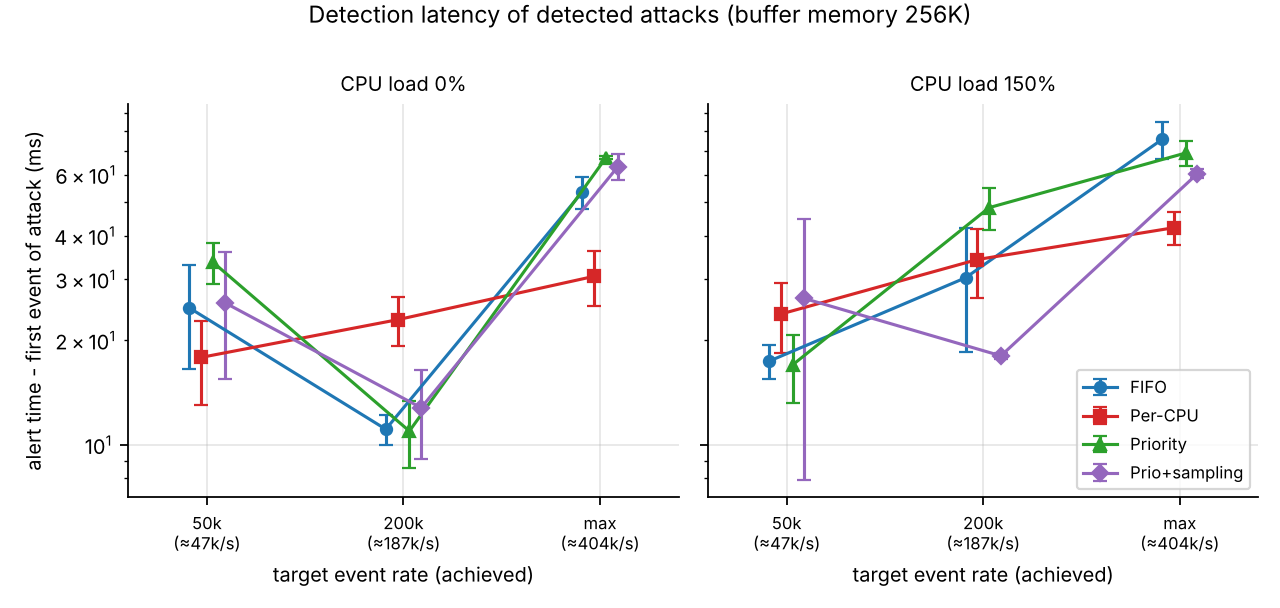 Detection latency of detected attacks (buffer memory 256K)
CPU load 0%
CPU load 150%
alert time - first event of attack (ms)
6 × 10¹
4 × 10¹
3 × 10¹
2 × 10¹
10¹
50k
(≈47k/s)
200k
(≈187k/s)
max
(≈404k/s)
target event rate (achieved)
50k
(≈47k/s)
200k
(≈187k/s)
max
(≈404k/s)
target event rate (achieved)
FIFO
Per-CPU
Priority
Prio+sampling